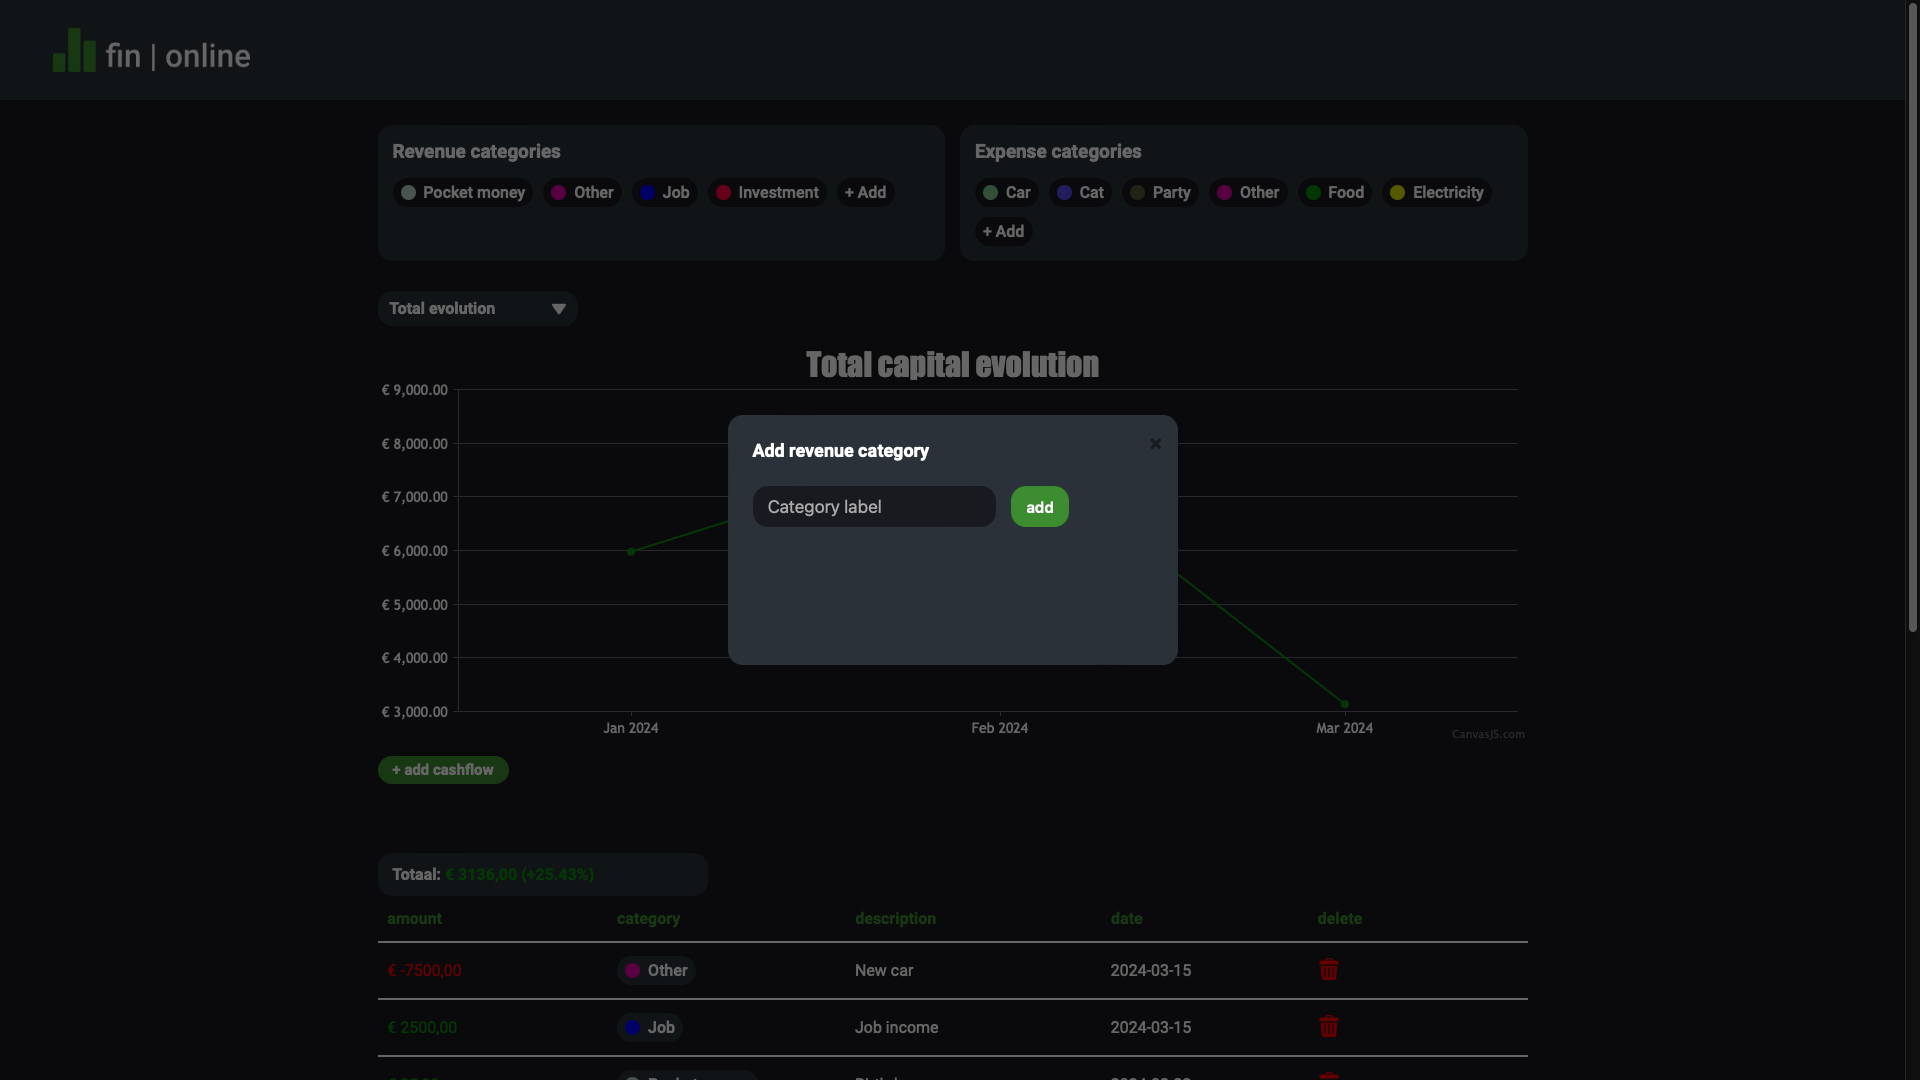 fin | online
Revenue categories
Pocket money Other Job Investment + Add
Expense categories
Car Cat Party Other Food Electricity
+ Add
Total evolution
Total capital evolution
€ 9,000.00
€ 8,000.00
€ 7,000.00
€ 6,000.00
€ 5,000.00
€ 4,000.00
€ 3,000.00
Add revenue category ×
Category label add
Jan 2024 Feb 2024 Mar 2024
CanvasJS.com
+ add cashflow
Totaal: € 3136,00 (+25.43%)
amount category description date delete
€ -7500,00 Other New car 2024-03-15
€ 2500,00 Job Job income 2024-03-15